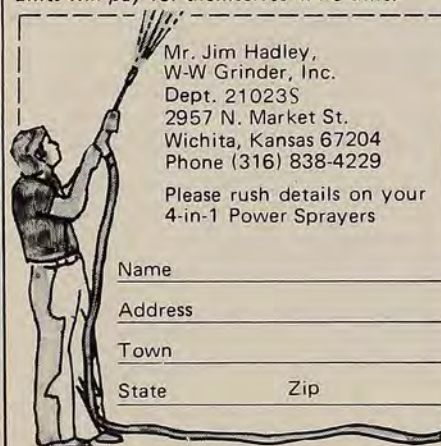 Mr. Jim Hadley,
W-W Grinder, Inc.
Dept. 21023S
2957 N. Market St.
Wichita, Kansas 67204
Phone (316) 838-4229
Please rush details on your
4-in-1 Power Sprayers
Name
Address
Town
State Zip